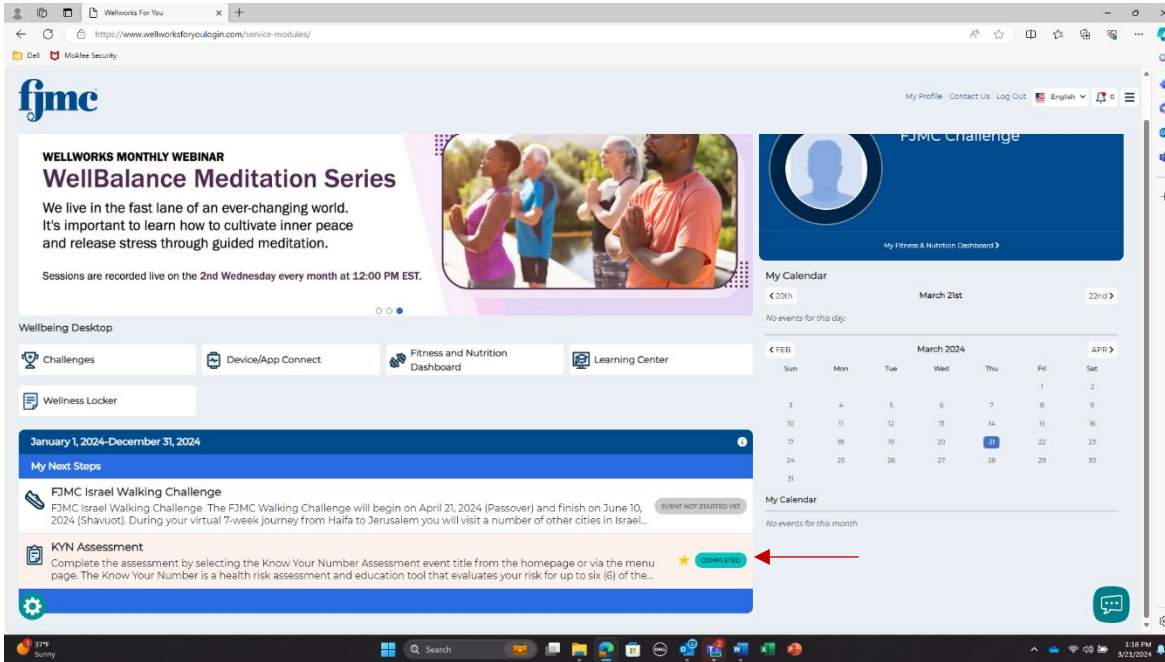 Wellworks For You
https://www.wellworksforyoulogin.com/service-modules/
Dell McAfee Security
fjmc
My Profile Contact Us Log Out English 0
WELLWORKS MONTHLY WEBINAR
WellBalance Meditation Series
We live in the fast lane
of an ever-changing world.
It's important to learn
how to cultivate inner peace
and release stress through guided meditation.
Sessions are recorded live on the 2nd Wednesday every month at 12:00 PM EST.
FJMC Challenge
My Fitness & Nutrition Dashboard
Wellbeing Desktop
Challenges
Device/App Connect
Fitness and Nutrition
Dashboard
Learning Center
Wellness Locker
January 1, 2024-December 31, 2024
My Next Steps
FJMC Israel Walking Challenge
FJMC Israel Walking Challenge The FJMC Walking Challenge will begin on April 21, 2024 (Passover) and finish on June 10,
2024 (Shavuot). During your virtual 7-week journey from Haifa to Jerusalem you will visit a number of other cities in Israel...
EVENT NOT STARTED YET
KYN Assessment
Complete the assessment by selecting the Know Your Number Assessment event title from the homepage or via the menu
page. The Know Your Number is a health risk assessment and education tool that evaluates your risk for up to six (6) of the...
COMPLETED
My Calendar
20th March 21st 22nd
No events for this day.
FEB March 2024 APR
Sun Mon Tue Wed Thu Fri Sat
1 2
3 4 5 6 7 8 9
10 11 12 13 14 15 16
17 18 19 20 21 22 23
24 25 26 27 28 29 30
31
My Calendar
No events for this month.
37°F
Sunny
Search
1:18 PM
3/21/2024